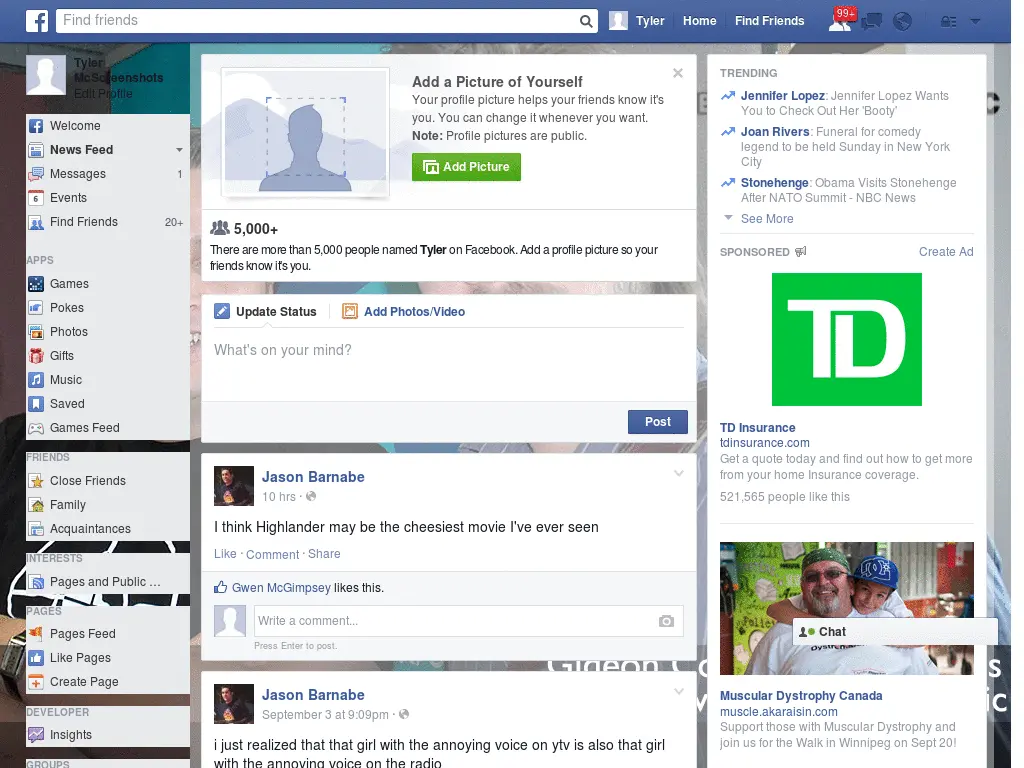 Find friends
Tyler
Home
Find Friends
99+
Tyler
McScreenshots
Edit Profile
Welcome
News Feed
Messages 1
6 Events
Find Friends 20+
APPS
Games
Pokes
Photos
Gifts
Music
Saved
Games Feed
FRIENDS
Close Friends
Family
Acquaintances
INTERESTS
Pages and Public ...
PAGES
Pages Feed
Like Pages
Create Page
DEVELOPER
Insights
GROUPS
Add a Picture of Yourself
Your profile picture helps your friends know it's
you. You can change it whenever you want.
Note: Profile pictures are public.
Add Picture
5,000+
There are more than 5,000 people named Tyler on Facebook. Add a profile picture so your
friends know it's you.
Update Status
Add Photos/Video
What's on your mind?
Post
Jason Barnabe
10 hrs ·
I think Highlander may be the cheesiest movie I've ever seen
Like · Comment · Share
Gwen McGimpsey likes this.
Write a comment...
Press Enter to post.
Jason Barnabe
September 3 at 9:09pm ·
i just realized that that girl with the annoying voice on ytv is also that girl
with the annoying voice on the radio
TRENDING
Jennifer Lopez: Jennifer Lopez Wants
You to Check Out Her 'Booty'
Joan Rivers: Funeral for comedy
legend to be held Sunday in New York
City
Stonehenge: Obama Visits Stonehenge
After NATO Summit - NBC News
See More
SPONSORED
Create Ad
TD
TD Insurance
tdinsurance.com
Get a quote today and find out how to get more
from your home Insurance coverage.
521,565 people like this
Chat
Muscular Dystrophy Canada
muscle.akaraisin.com
Support those with Muscular Dystrophy and
join us for the Walk in Winnipeg on Sept 20!